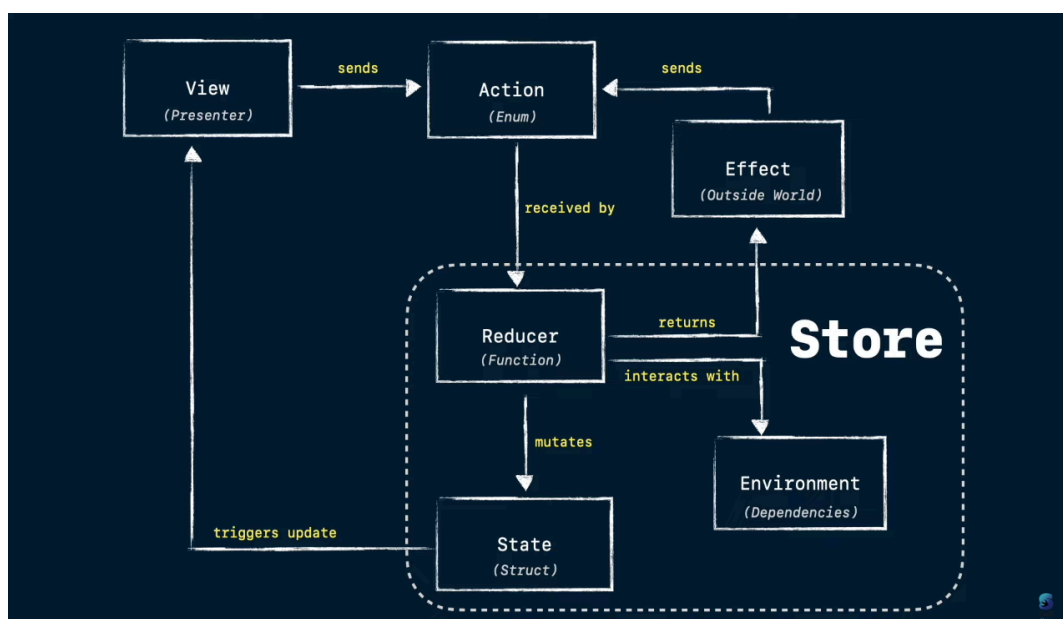 View
(Presenter)
sends
Action
(Enum)
sends
Effect
(Outside World)
received by
Reducer
(Function)
returns
Store
interacts with
mutates
Environment
(Dependencies)
triggers update
State
(Struct)